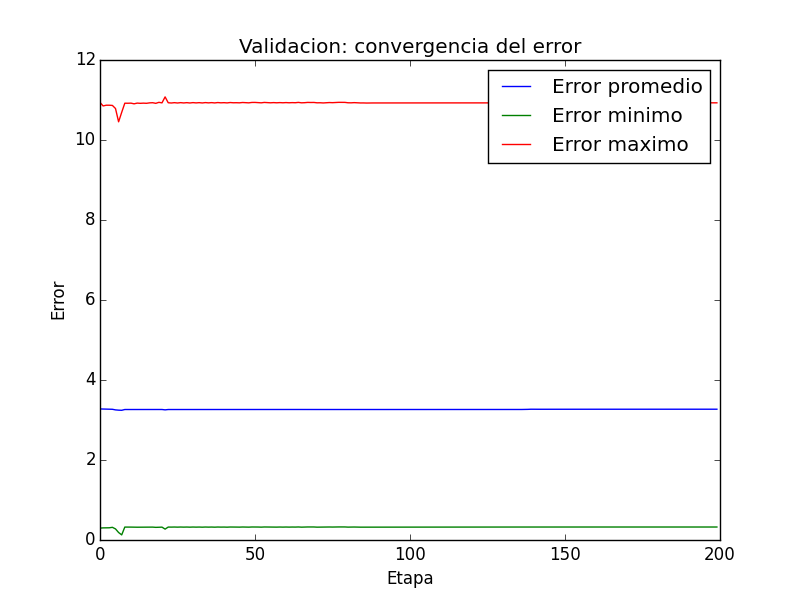 Validacion: convergencia del error
12
10
8
6
4
2
0
Error
Error promedio
Error minimo
Error maximo
0
50
100
150
200
Etapa